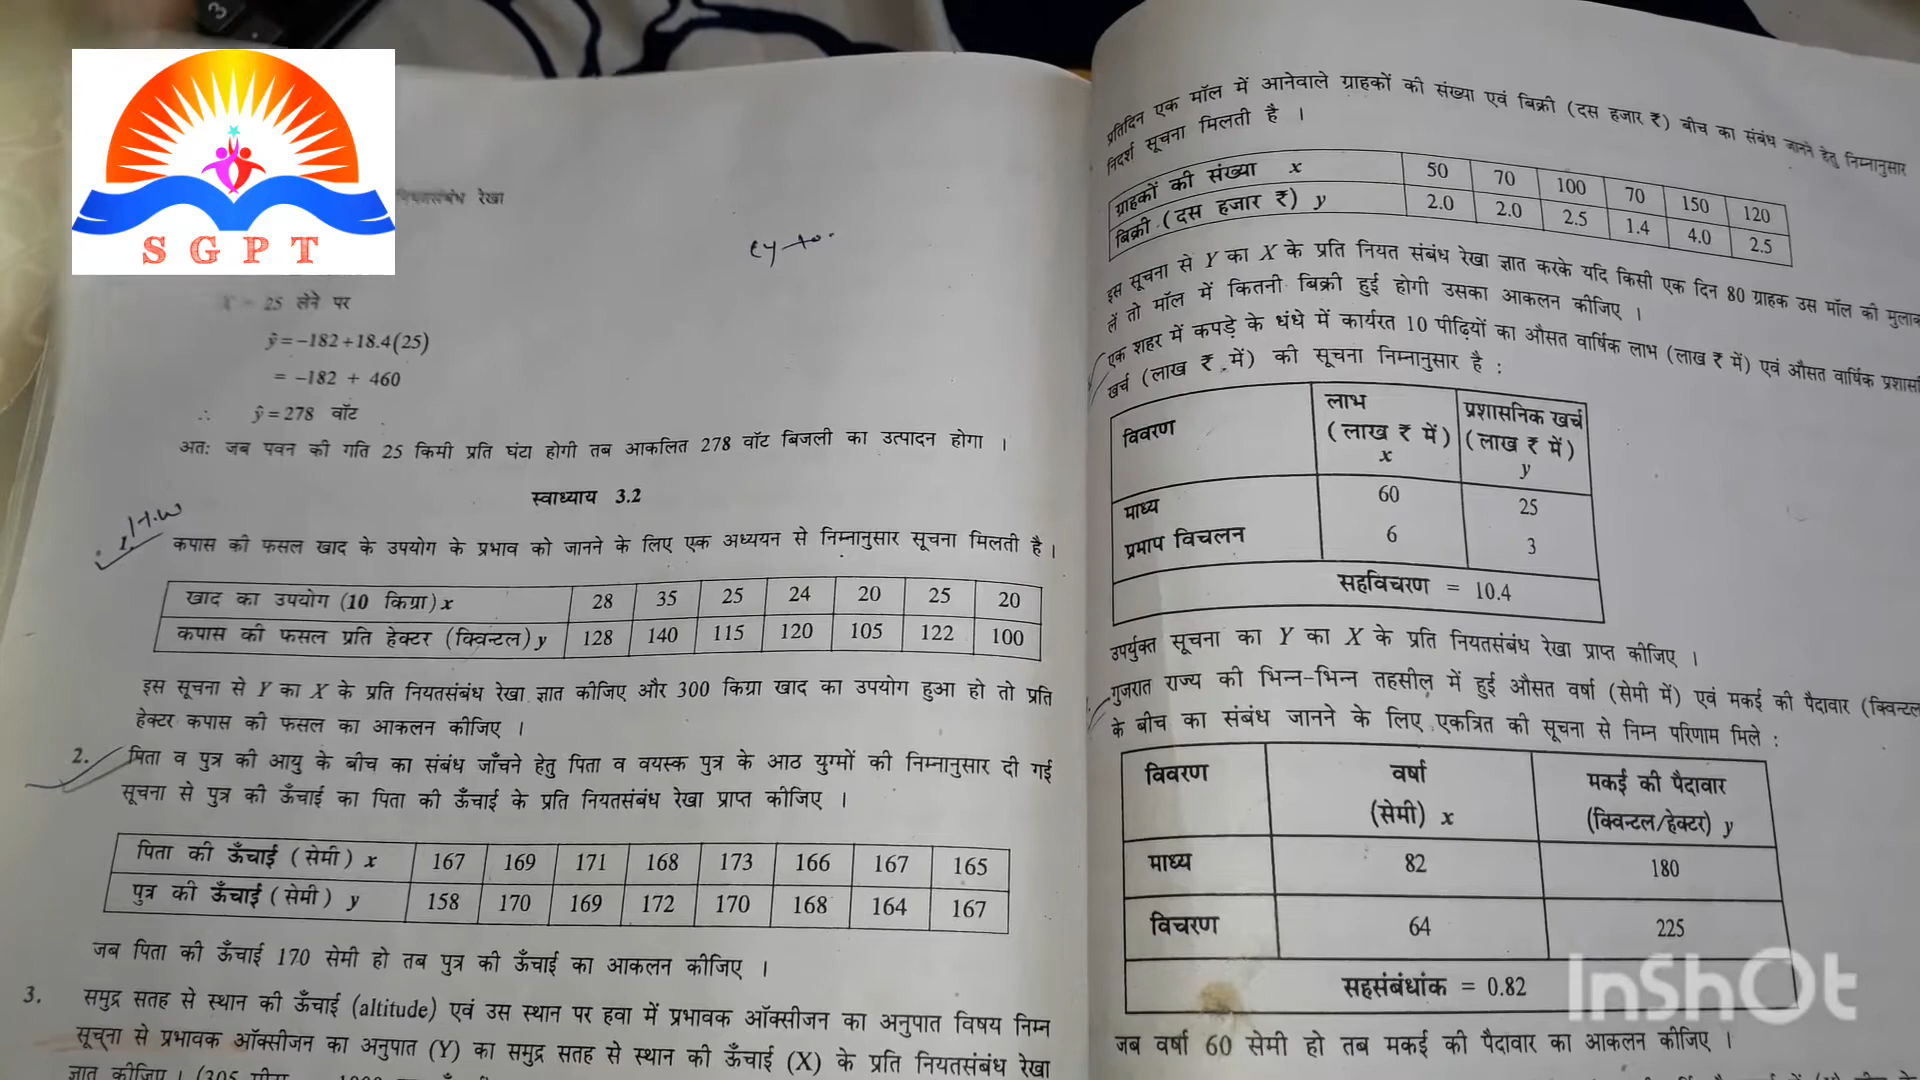 SGPT
नियतसंबंध रेखा
X = 25 लेने पर
ŷ = −182 + 18.4(25)
= −182 + 460
∴ ŷ = 278 वॉट
अतः जब पवन की गति 25 किमी प्रति घंटा होगी तब आकलित 278 वॉट बिजली का उत्पादन होगा ।
स्वाध्याय 3.2
H.W
1. कपास की फसल खाद के उपयोग के प्रभाव को जानने के लिए एक अध्ययन से निम्नानुसार सूचना मिलती है ।
खाद का उपयोग (10 किग्रा) x 28 35 25 24 20 25 20
कपास की फसल प्रति हेक्टर (क्विन्टल) y 128 140 115 120 105 122 100
इस सूचना से Y का X के प्रति नियतसंबंध रेखा ज्ञात कीजिए और 300 किग्रा खाद का उपयोग हुआ हो तो प्रति
हेक्टर कपास की फसल का आकलन कीजिए ।
2. पिता व पुत्र की आयु के बीच का संबंध जाँचने हेतु पिता व वयस्क पुत्र के आठ युग्मों की निम्नानुसार दी गई
सूचना से पुत्र की ऊँचाई का पिता की ऊँचाई के प्रति नियतसंबंध रेखा प्राप्त कीजिए ।
पिता की ऊँचाई (सेमी) x 167 169 171 168 173 166 167 165
पुत्र की ऊँचाई (सेमी) y 158 170 169 172 170 168 164 167
जब पिता की ऊँचाई 170 सेमी हो तब पुत्र की ऊँचाई का आकलन कीजिए ।
3. समुद्र सतह से स्थान की ऊँचाई (altitude) एवं उस स्थान पर हवा में प्रभावक ऑक्सीजन का अनुपात विषय निम्न
सूचना से प्रभावक ऑक्सीजन का अनुपात (Y) का समुद्र सतह से स्थान की ऊँचाई (X) के प्रति नियतसंबंध रेखा
ज्ञात कीजिए । (305
प्रतिदिन एक मॉल में आनेवाले ग्राहकों की संख्या एवं बिक्री (दस हजार ₹) बीच का संबंध जानने हेतु निम्नानुसार
निदर्श सूचना मिलती है ।
ग्राहकों की संख्या x 50 70 100 70 150 120
बिक्री (दस हजार ₹) y 2.0 2.0 2.5 1.4 4.0 2.5
इस सूचना से Y का X के प्रति नियत संबंध रेखा ज्ञात करके यदि किसी एक दिन 80 ग्राहक उस मॉल की मुलाक
लें तो मॉल में कितनी बिक्री हुई होगी उसका आकलन कीजिए ।
एक शहर में कपड़े के धंधे में कार्यरत 10 पीढ़ियों का औसत वार्षिक लाभ (लाख ₹ में) एवं औसत वार्षिक प्रशास
खर्च (लाख ₹ में) की सूचना निम्नानुसार है :
विवरण लाभ (लाख ₹ में) x प्रशासनिक खर्च (लाख ₹ में) y
माध्य 60 25
प्रमाप विचलन 6 3
सहविचरण = 10.4
उपर्युक्त सूचना का Y का X के प्रति नियतसंबंध रेखा प्राप्त कीजिए ।
गुजरात राज्य की भिन्न-भिन्न तहसील में हुई औसत वर्षा (सेमी में) एवं मकई की पैदावार (क्विन्टल
के बीच का संबंध जानने के लिए एकत्रित की सूचना से निम्न परिणाम मिले :
विवरण वर्षा (सेमी) x मकई की पैदावार (क्विन्टल/हेक्टर) y
माध्य 82 180
विचरण 64 225
सहसंबंधांक = 0.82
जब वर्षा 60 सेमी हो तब मकई की पैदावार का आकलन कीजिए ।
InShOt